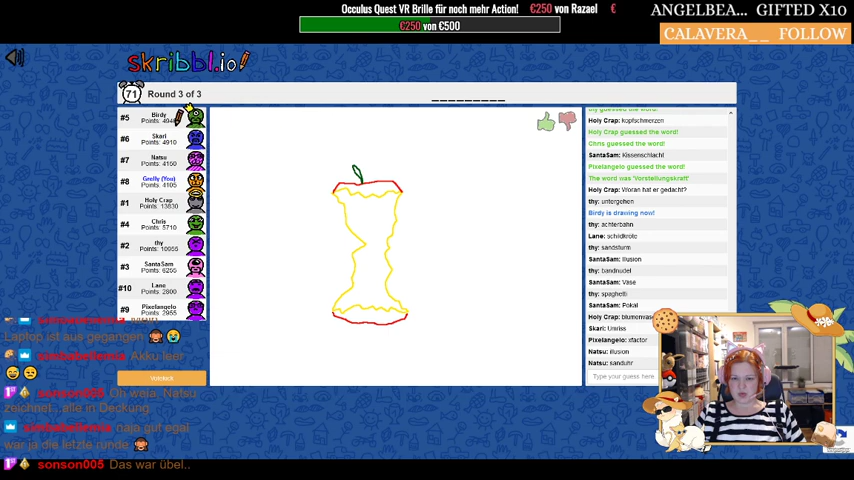 Occulus Quest VR Brille für noch mehr Action!
€250 von Razael
€
€250 von €500
ANGELBEA... GIFTED X10
CALAVERA__ FOLLOW
skribbl.io
71
Round 3 of 3
_________
#5 Birdy
#6 Skari
Points: 4910
#7 Natsu
Points: 4150
#8 Grelly (You)
Points: 4105
#1 Holy Crap
Points: 13630
#4 Chris
Points: 5710
#2 thy
#3 SantaSam
Points: 6255
#10 Lane
Points: 2800
#9 Pixelangelo
Points: 2955
Votekick
Holy Crap: kopfschmerzen
Holy Crap guessed the word!
Chris guessed the word!
SantaSam: Kissenschlacht
Pixelangelo guessed the word!
The word was 'Vorstellungskraft'
Holy Crap: Woran hat er gedacht?
thy: untergehen
Birdy is drawing now!
thy: achterbahn
Lane: schildkröte
thy: sandsturm
SantaSam: Illusion
thy: bandnudel
SantaSam: Vase
thy: spaghetti
SantaSam: Pokal
Holy Crap: blumenvase
Skari: Umriss
Pixelangelo: xfactor
Natsu: illusion
Natsu: sanduhr
Type your guess here
Laptop ist aus gegangen
simbabellamia: Akku leer
sonson005: Oh weia, Natsu
zeichnet ..alle in Deckung
simbabellamia: naja gut egal
war ja die letzte runde
sonson005: Das war übel..